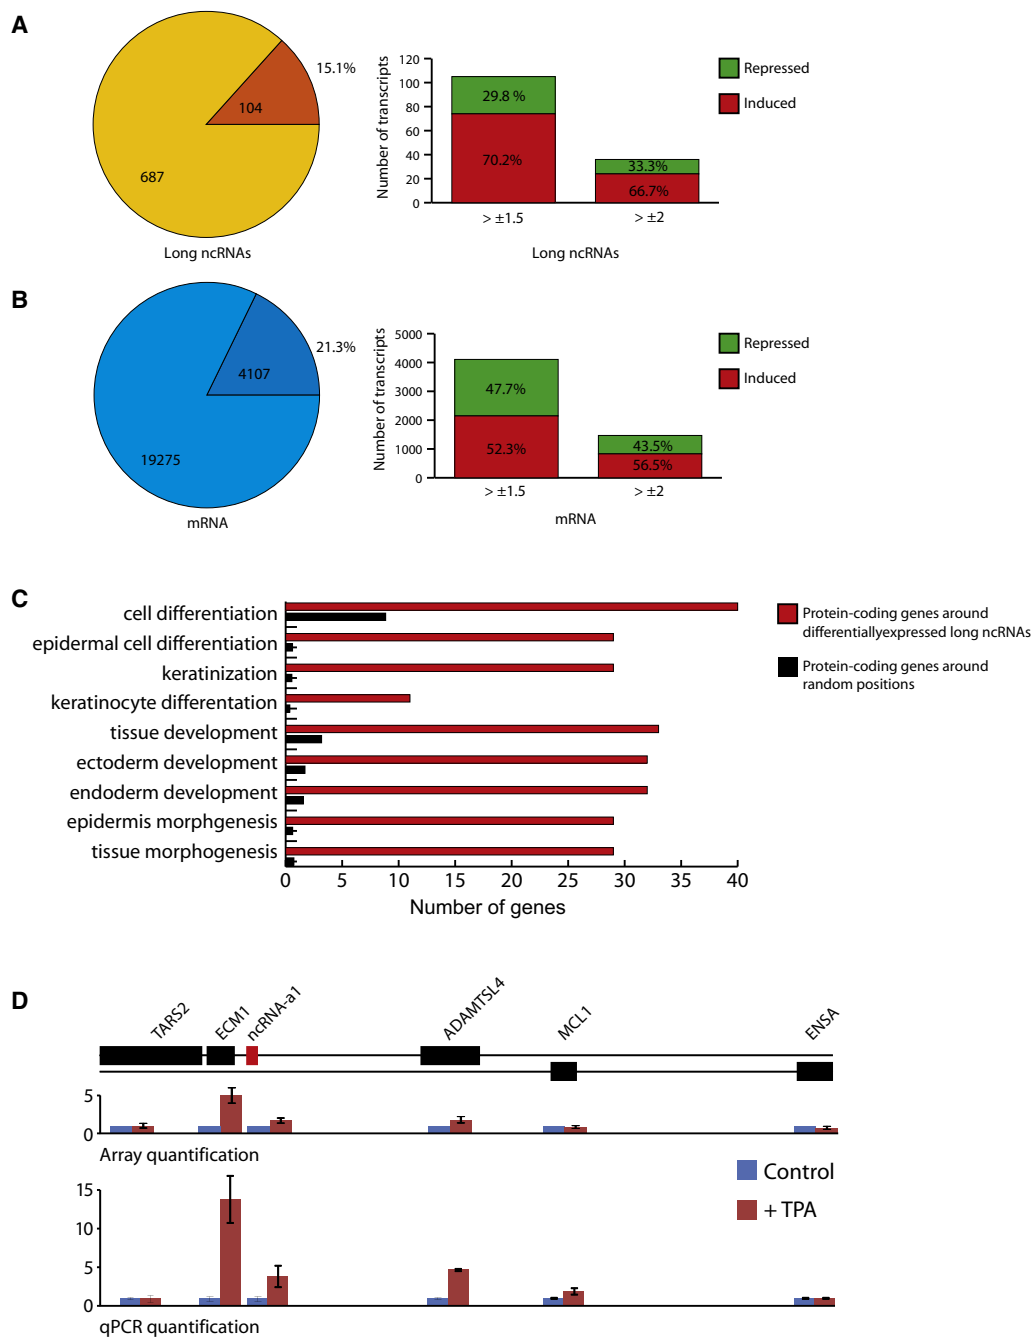 A
15.1%
104
687
Long ncRNAs
Number of transcripts
120
100
80
60
40
20
0
29.8 %
70.2%
33.3%
66.7%
> ±1.5
> ±2
Long ncRNAs
Repressed
Induced
B
21.3%
4107
19275
mRNA
Number of transcripts
5000
4000
3000
2000
1000
0
47.7%
52.3%
43.5%
56.5%
> ±1.5
> ±2
mRNA
Repressed
Induced
C
cell differentiation
epidermal cell differentiation
keratinization
keratinocyte differentation
tissue development
ectoderm development
endoderm development
epidermis morphgenesis
tissue morphogenesis
0 5 10 15 20 25 30 35 40
Number of genes
Protein-coding genes around
differentiallyexpressed long ncRNAs
Protein-coding genes around
random positions
D
TARS2
ECM1
ncRNA-a1
ADAMTSL4
MCL1
ENSA
5
0
Array quantification
Control
+ TPA
15
10
5
0
qPCR quantification